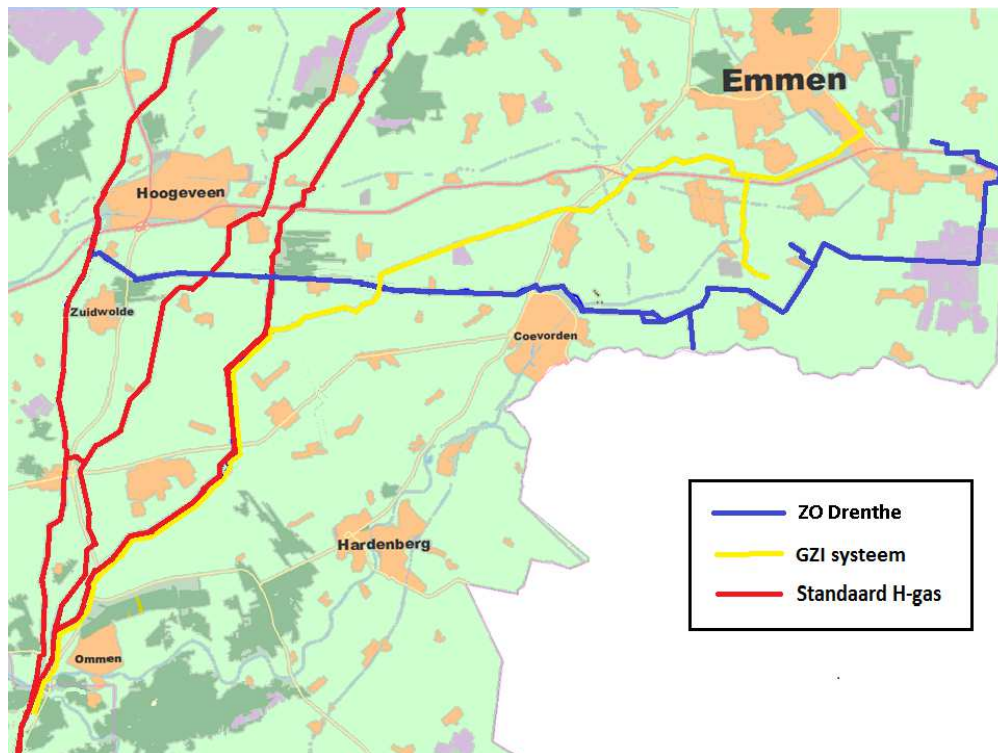 Emmen
Hoogeveen
Zuidwolde
Coevorden
Hardenberg
Ommen
ZO Drenthe
GZI systeem
Standaard H-gas